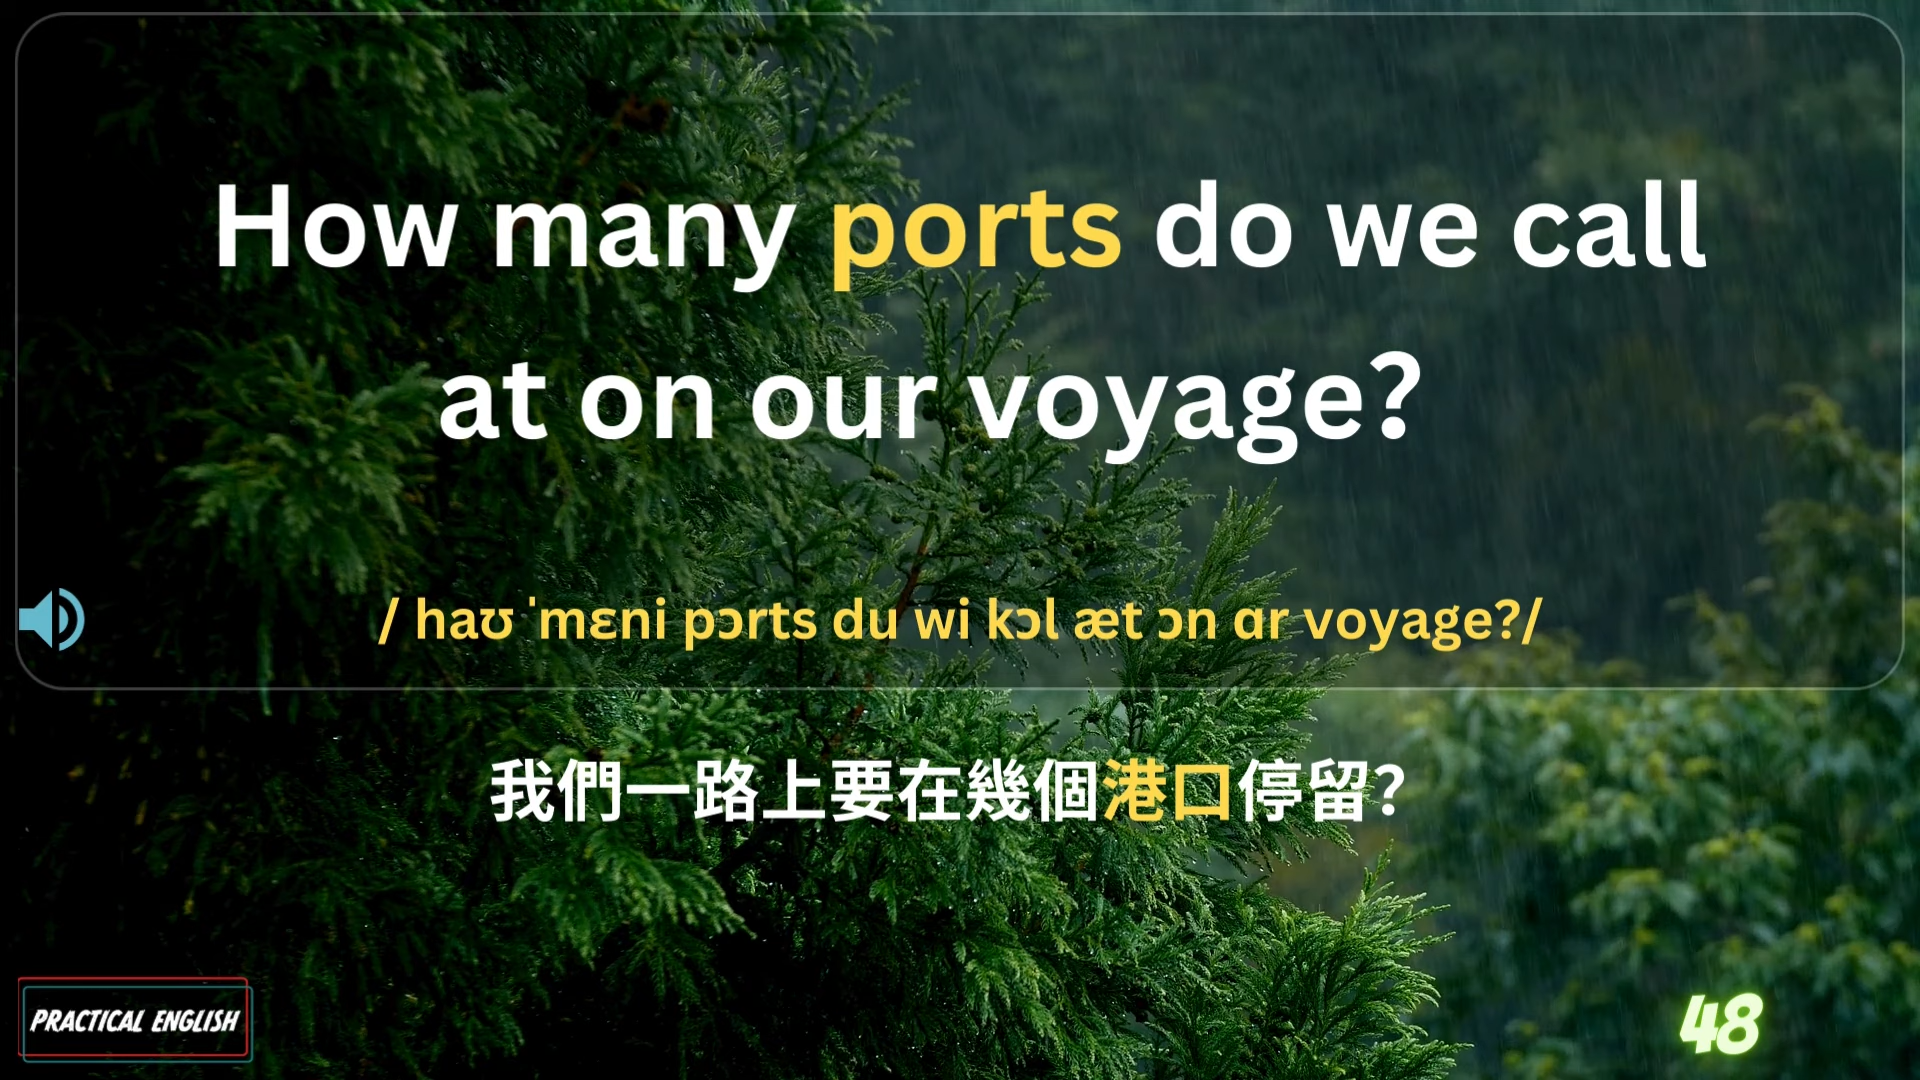 How many ports do we call
at on our voyage?
/ haʊ ˈmɛni pɔrts du wi kɔl æt ɔn ɑr voyage?/
我們一路上要在幾個港口停留？
PRACTICAL ENGLISH
48